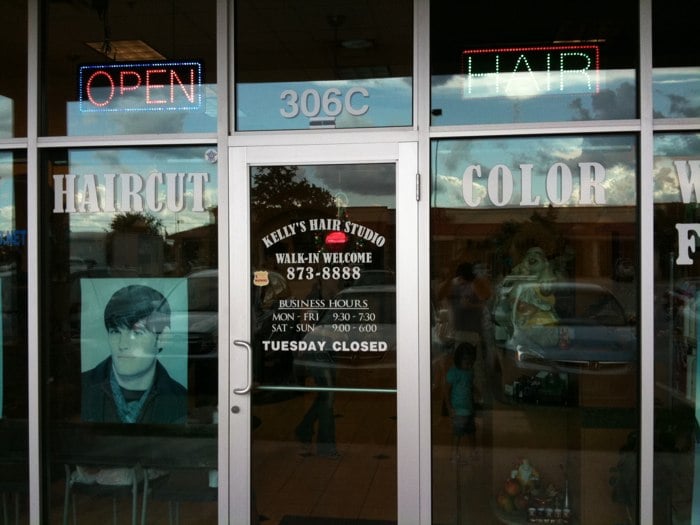 OPEN
HAIR
306C
HAIRCUT
COLOR
W
F
KELLY'S HAIR STUDIO
WALK-IN WELCOME
873-8888
BUSINESS HOURS
MON - FRI 9:30 - 7:30
SAT - SUN 9:00 - 6:00
TUESDAY CLOSED